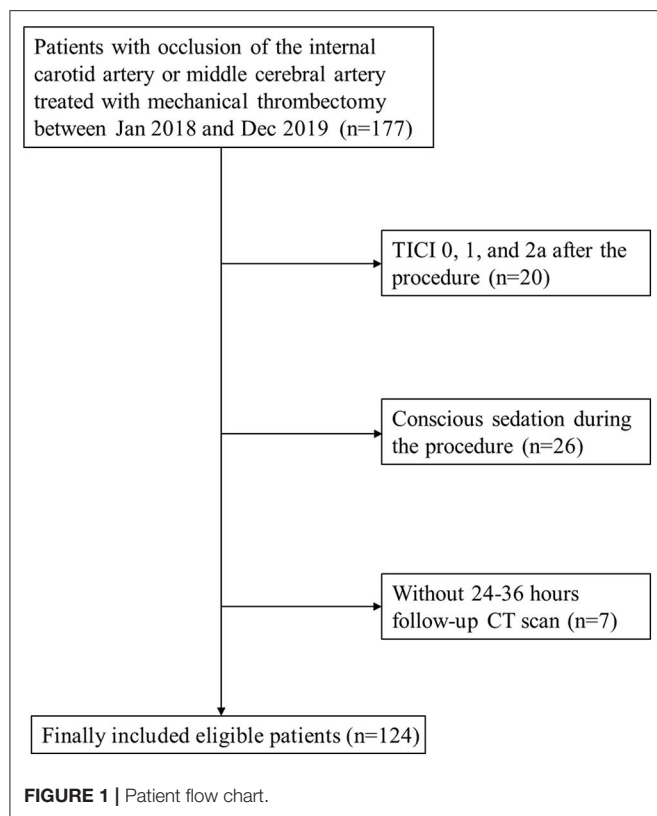 Patients with occlusion of the internal
carotid artery or middle cerebral artery
treated with mechanical thrombectomy
between Jan 2018 and Dec 2019 (n=177)
TICI 0, 1, and 2a after the
procedure (n=20)
Conscious sedation during
the procedure (n=26)
Without 24-36 hours
follow-up CT scan (n=7)
Finally included eligible patients (n=124)
FIGURE 1 | Patient flow chart.